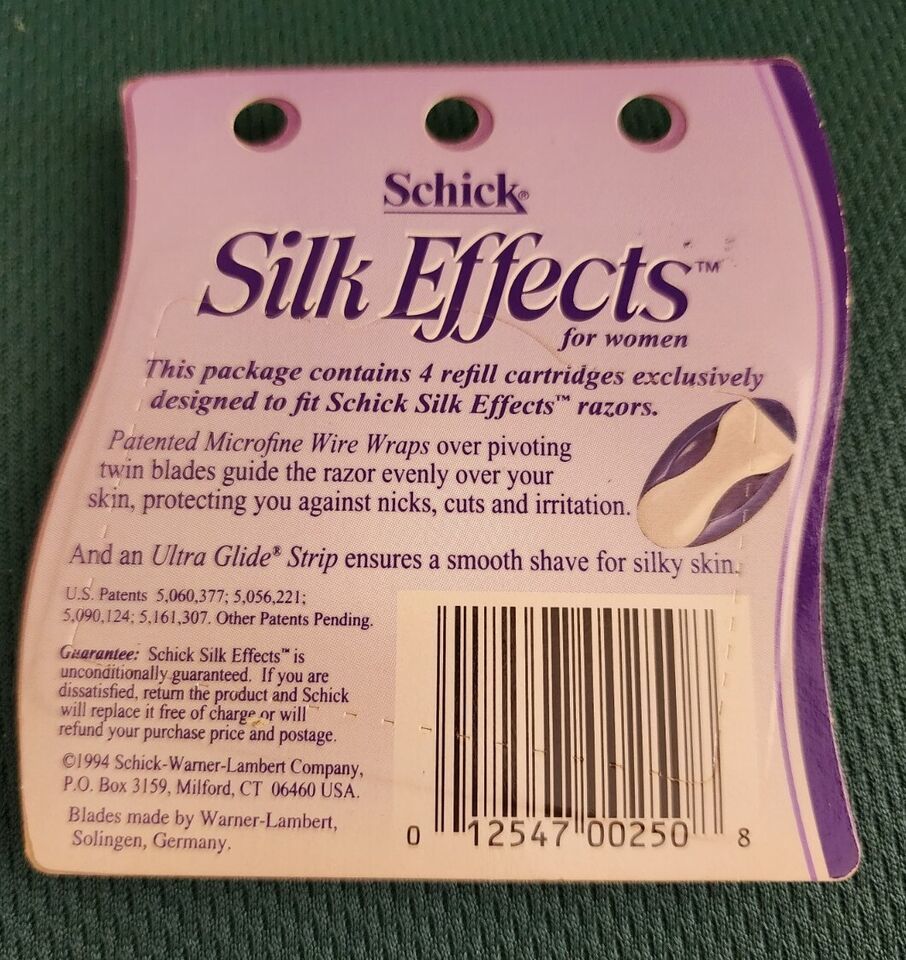 Schick®
Silk Effects™
for women
This package contains 4 refill cartridges exclusively
designed to fit Schick Silk Effects™ razors.
Patented Microfine Wire Wraps over pivoting
twin blades guide the razor evenly over your
skin, protecting you against nicks, cuts and irritation.
And an Ultra Glide® Strip ensures a smooth shave for silky skin.
U.S. Patents 5,060,377; 5,056,221;
5,090,124; 5,161,307. Other Patents Pending.
Guarantee: Schick Silk Effects™ is
unconditionally guaranteed. If you are
dissatisfied, return the product and Schick
will replace it free of charge or will
refund your purchase price and postage.
©1994 Schick-Warner-Lambert Company,
P.O. Box 3159, Milford, CT 06460 USA.
Blades made by Warner-Lambert,
Solingen, Germany.
0 12547 00250 8